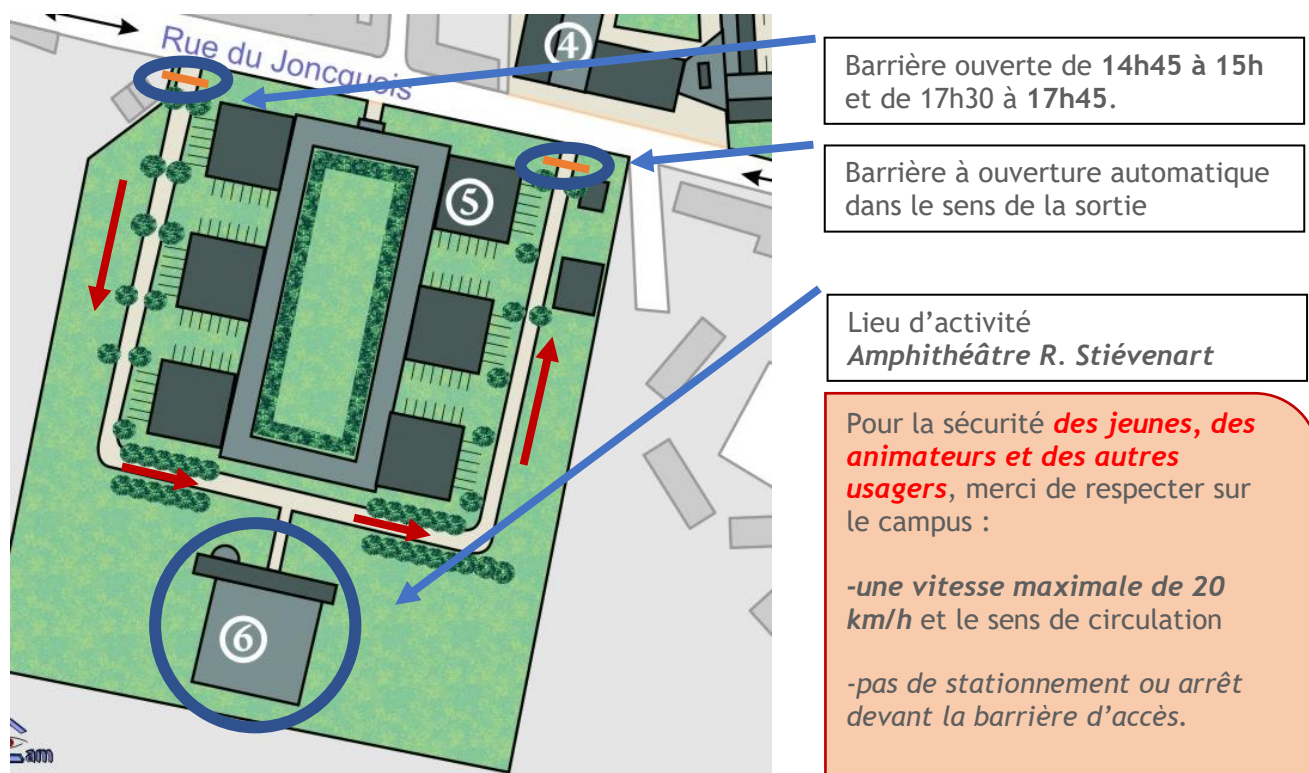 Rue du Joncquois
4
5
6
am
Barrière ouverte de 14h45 à 15h
et de 17h30 à 17h45.
Barrière à ouverture automatique
dans le sens de la sortie
Lieu d’activité
Amphithéâtre R. Stiévenart
Pour la sécurité des jeunes, des
animateurs et des autres
usagers, merci de respecter sur
le campus :
-une vitesse maximale de 20
km/h et le sens de circulation
-pas de stationnement ou arrêt
devant la barrière d’accès.